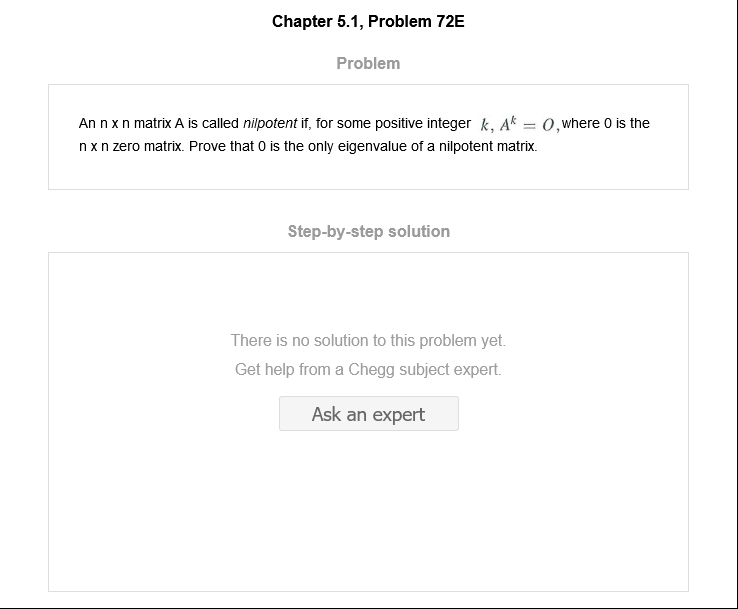 Chapter 5.1, Problem 72E
Problem
An n x n matrix A is called nilpotent if, for some positive integer k, Aᵏ = O, where 0 is the
n x n zero matrix. Prove that 0 is the only eigenvalue of a nilpotent matrix.
Step-by-step solution
There is no solution to this problem yet.
Get help from a Chegg subject expert.
Ask an expert